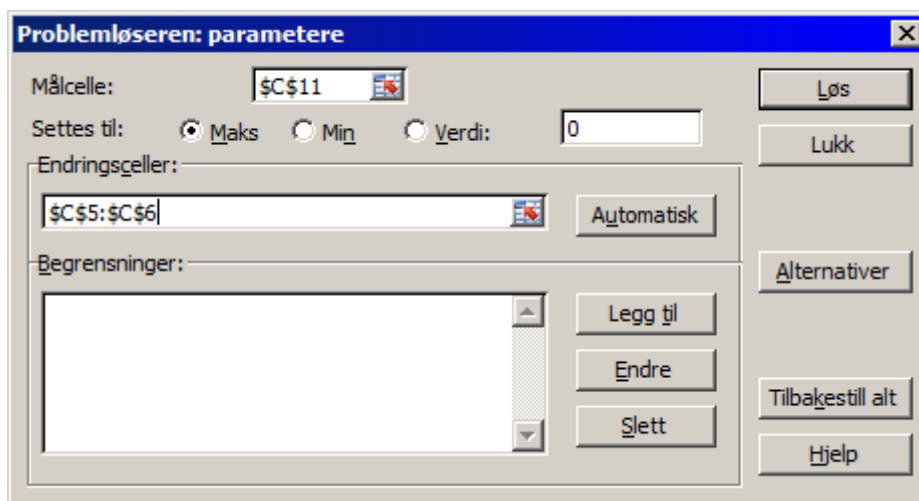 Problemløseren: parametere
Målcelle: $C$11 Løs
Settes til: Maks Min Verdi: 0
Lukk
Endringsceller:
$C$5:$C$6 Automatisk
Begrensninger: Alternativer
Legg til
Endre
Tilbakestill alt
Slett
Hjelp